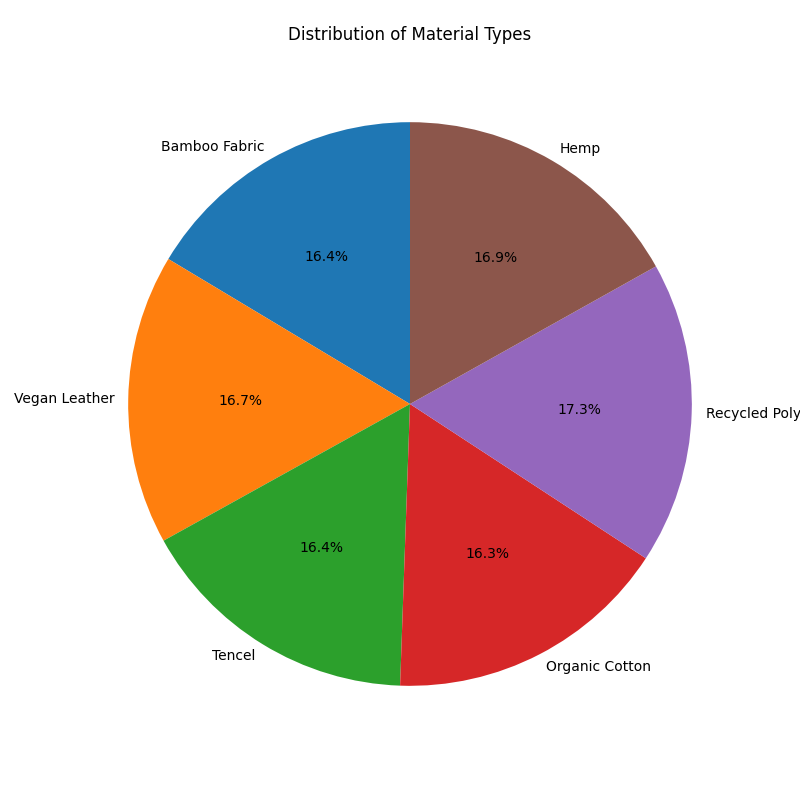 Distribution of Material Types
Bamboo Fabric
Hemp
16.4%
16.9%
Vegan Leather
16.7%
17.3%
Recycled Poly
16.4%
16.3%
Tencel
Organic Cotton